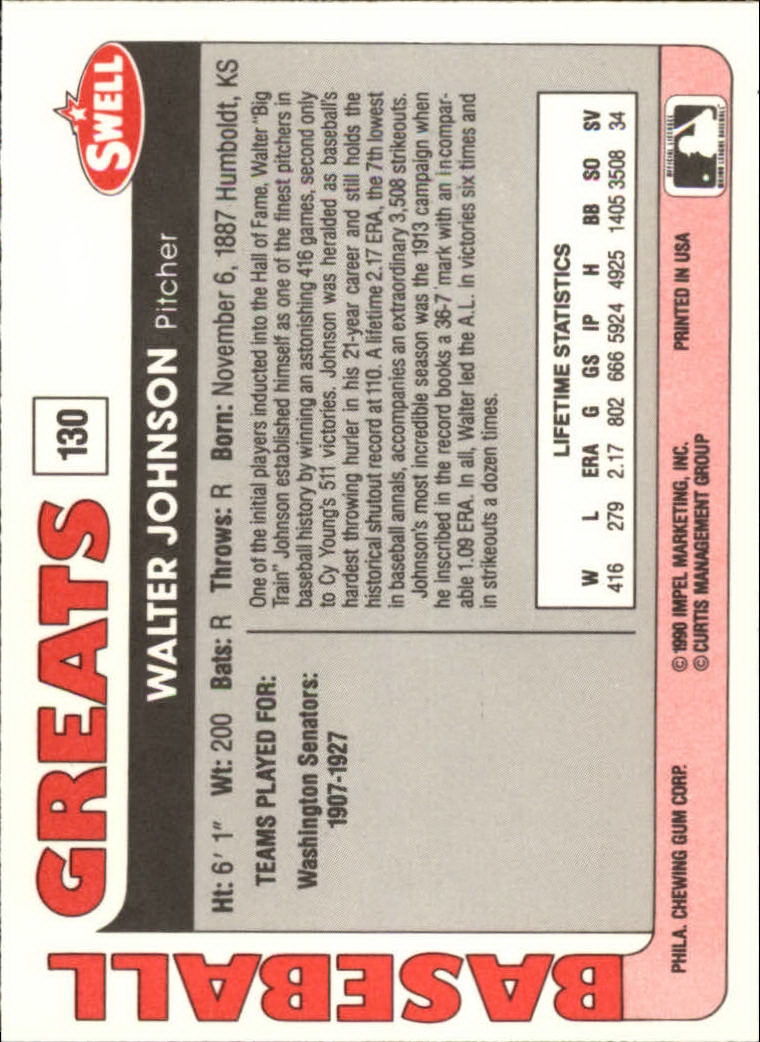 BASEBALL
GREATS
130
SWELL
WALTER JOHNSON Pitcher
Ht: 6' 1" Wt: 200 Bats: R Throws: R Born: November 6, 1887 Humboldt, KS
TEAMS PLAYED FOR:
Washington Senators:
1907-1927
One of the initial players inducted into the Hall of Fame, Walter "Big
Train" Johnson established himself as one of the finest pitchers in
baseball history by winning an astonishing 416 games, second only
to Cy Young's 511 victories. Johnson was heralded as baseball's
hardest throwing hurler in his 21-year career and still holds the
historical shutout record at 110. A lifetime 2.17 ERA, the 7th lowest
in baseball annals, accompanies an extraordinary 3,508 strikeouts.
Johnson's most incredible season was the 1913 campaign when
he inscribed in the record books a 36-7 mark with an incompar-
able 1.09 ERA. In all, Walter led the A.L. in victories six times and
in strikeouts a dozen times.
LIFETIME STATISTICS
W L ERA G GS IP H BB SO SV
416 279 2.17 802 666 5924 4925 1405 3508 34
PHILA. CHEWING GUM CORP.
© 1990 IMPEL MARKETING, INC.
© CURTIS MANAGEMENT GROUP
PRINTED IN USA
OFFICIAL LICENSEE
MAJOR LEAGUE BASEBALL